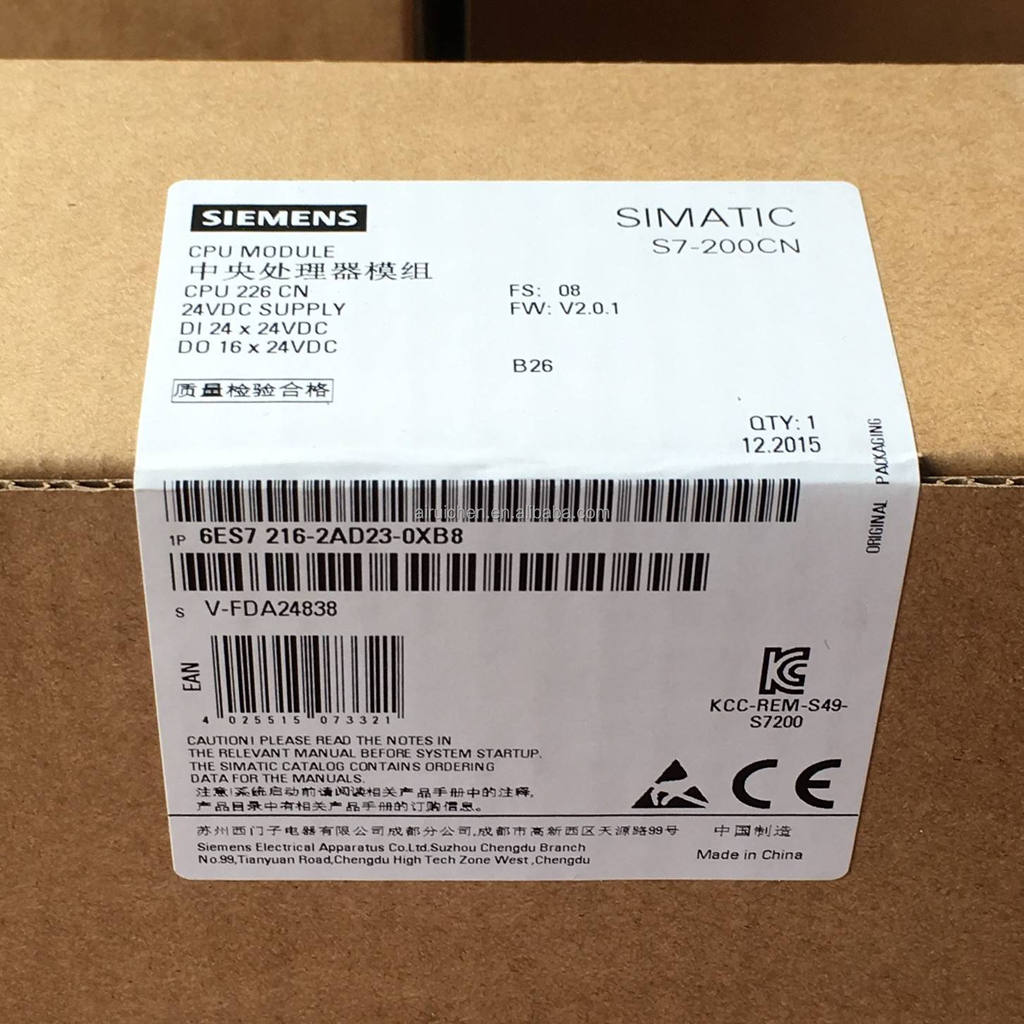 SIEMENS
SIMATIC
S7-200CN
CPU MODULE
中央处理器模组
CPU 226 CN
24VDC SUPPLY
DI 24 x 24VDC
DO 16 x 24VDC
FS: 08
FW: V2.0.1
B26
质量检验合格
QTY: 1
12.2015
ORIGINAL PACKAGING
airuichen.en.alibaba.com
1P 6ES7 216-2AD23-0XB8
S V-FDA24838
EAN
4 025515 073321
KCC-REM-S49-
S7200
CAUTION! PLEASE READ THE NOTES IN
THE RELEVANT MANUAL BEFORE SYSTEM STARTUP.
THE SIMATIC CATALOG CONTAINS ORDERING
DATA FOR THE MANUALS.
注意!系统启动前请阅读相关产品手册中的注释,
产品目录中有相关产品手册的订购信息。
CE
苏州西门子电器有限公司成都分公司,成都市高新西区天源路99号
中国制造
Siemens Electrical Apparatus Co.Ltd.Suzhou Chengdu Branch
No.99,Tianyuan Road,Chengdu High Tech Zone West ,Chengdu
Made in China